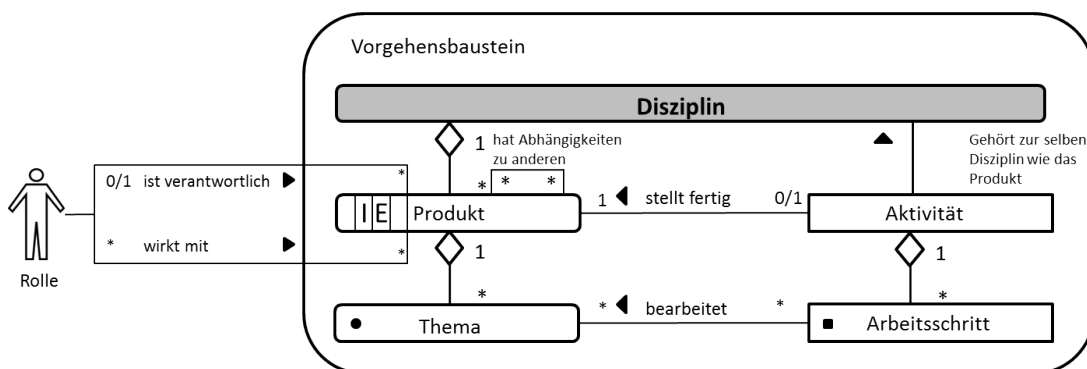 Vorgehensbaustein
Disziplin
1
hat Abhängigkeiten
zu anderen
Gehört zur selben
Disziplin wie das
Produkt
0/1 ist verantwortlich
*
*
* *
I E Produkt
1
stellt fertig
0/1
Aktivität
* wirkt mit
*
1
1
Rolle
*
*
bearbeitet
*
*
Thema
Arbeitsschritt